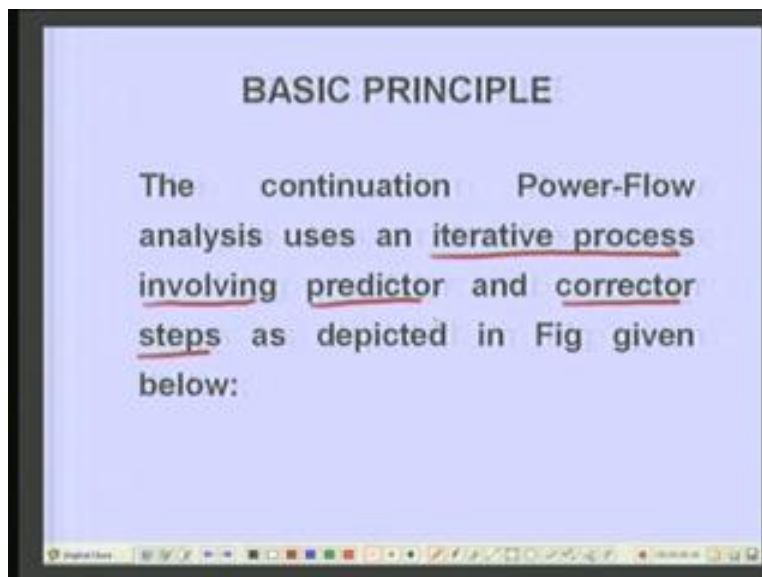 BASIC PRINCIPLE
The continuation Power-Flow
analysis uses an iterative process
involving predictor and corrector
steps as depicted in Fig given
below: